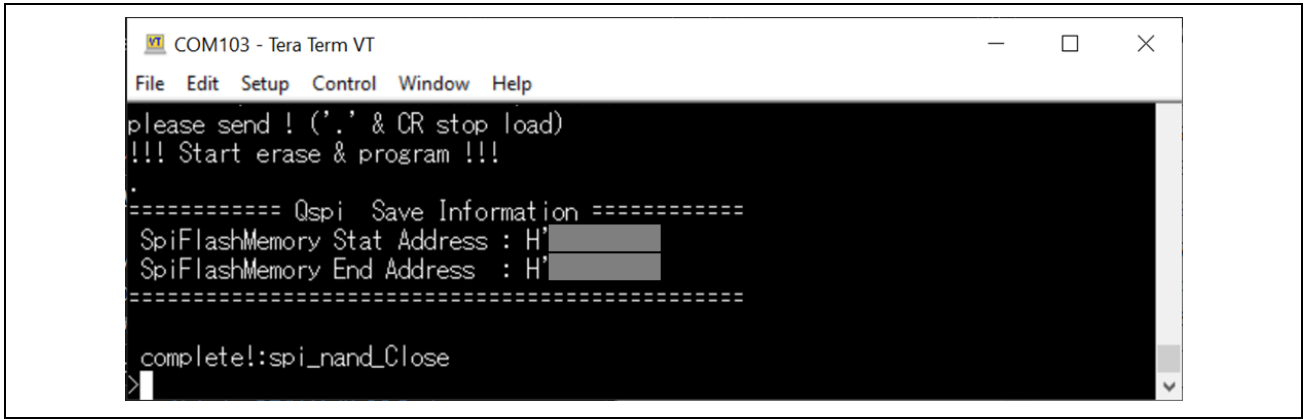 COM103 - Tera Term VT
File Edit Setup Control Window Help
please send ! ('.' & CR stop load)
!!! Start erase & program !!!
.
============ Qspi  Save Information ============
SpiFlashMemory Stat Address : H'
SpiFlashMemory End Address  : H'
================================================
complete!:spi_nand_Close
>